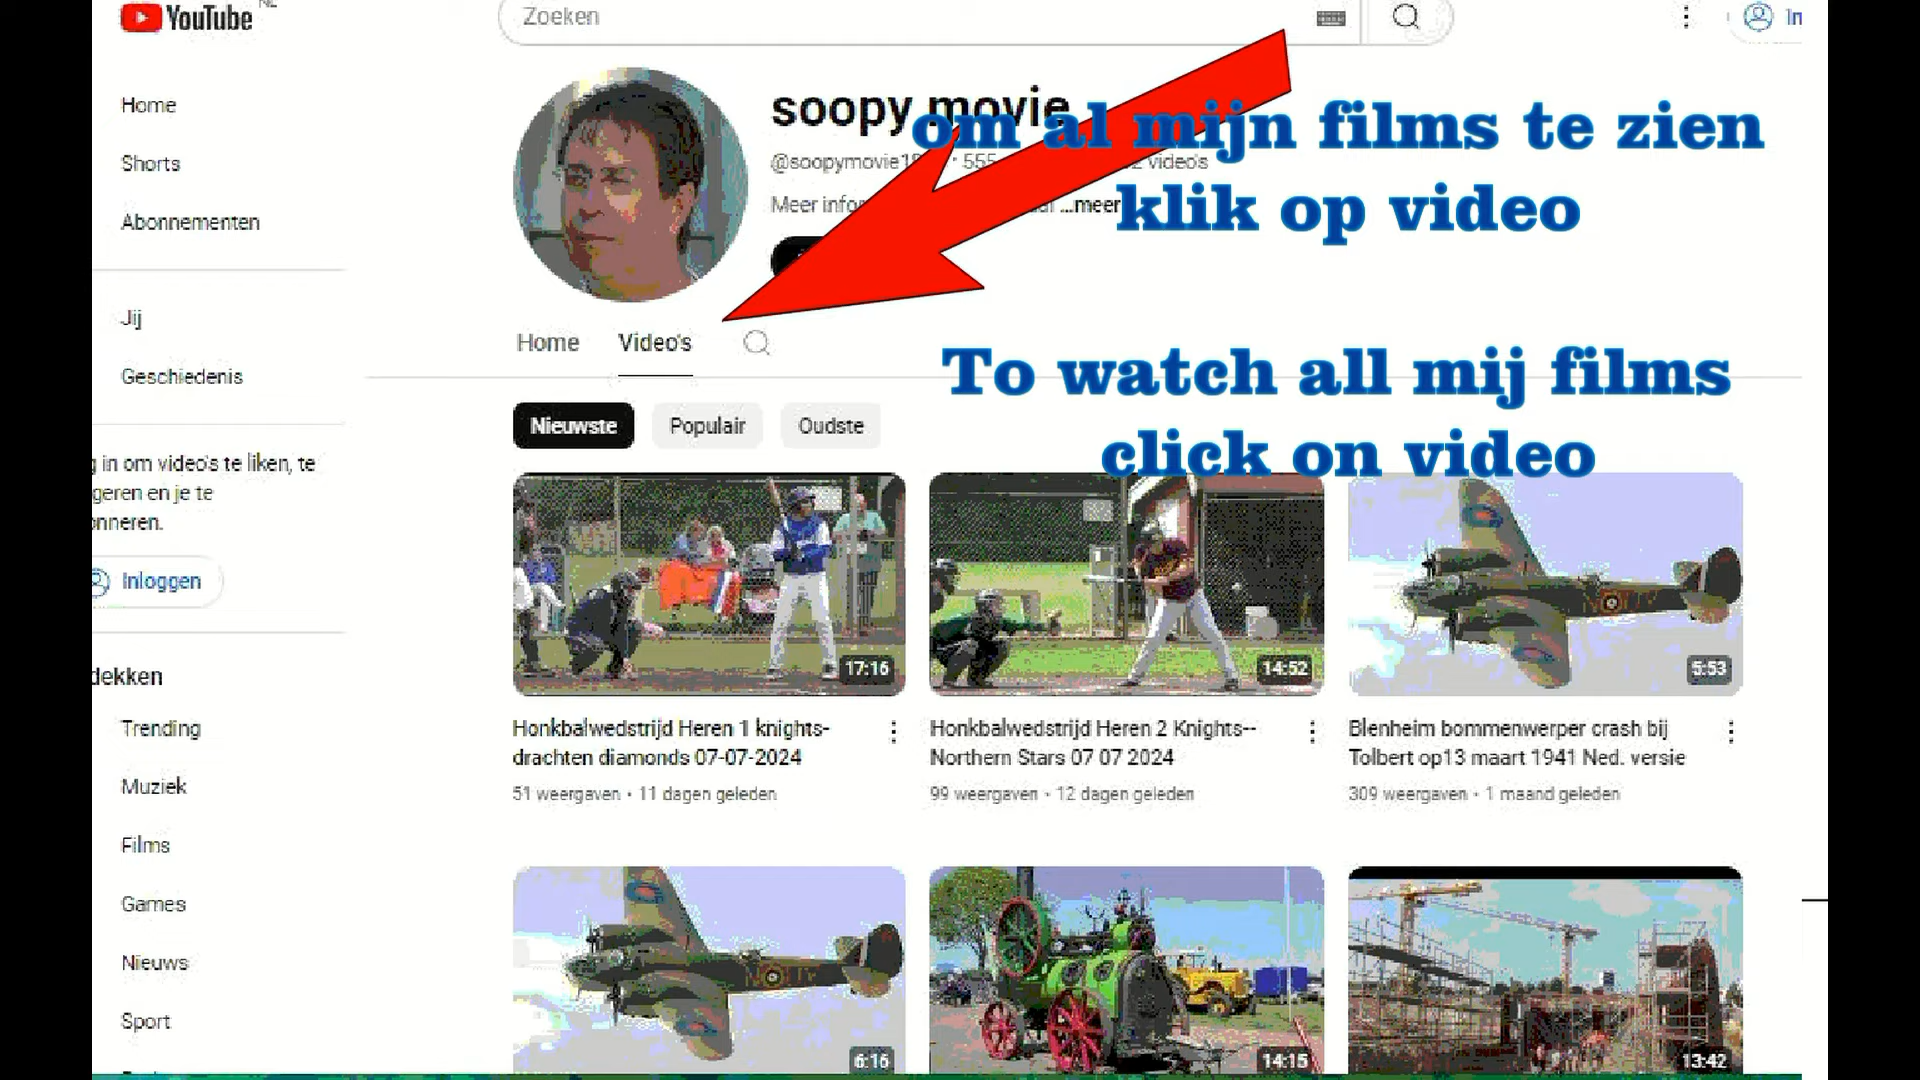 YouTube NL
Zoeken
In
Home
Shorts
Abonnementen
Jij
Geschiedenis
in om video's te liken, te
geren en je te
onneren.
Inloggen
dekken
Trending
Muziek
Films
Games
Nieuws
Sport
soopy movie
om al mijn films te zien
@soopymovie1 • 555 video's
Meer infor ...meer
klik op video
Home Video's
To watch all mij films
click on video
Nieuwste Populair Oudste
17:16
14:52
5:53
Honkbalwedstrijd Heren 1 knights-
drachten diamonds 07-07-2024
51 weergaven • 11 dagen geleden
Honkbalwedstrijd Heren 2 Knights--
Northern Stars 07 07 2024
99 weergaven • 12 dagen geleden
Blenheim bommenwerper crash bij
Tolbert op13 maart 1941 Ned. versie
309 weergaven • 1 maand geleden
6:16
14:15
13:42